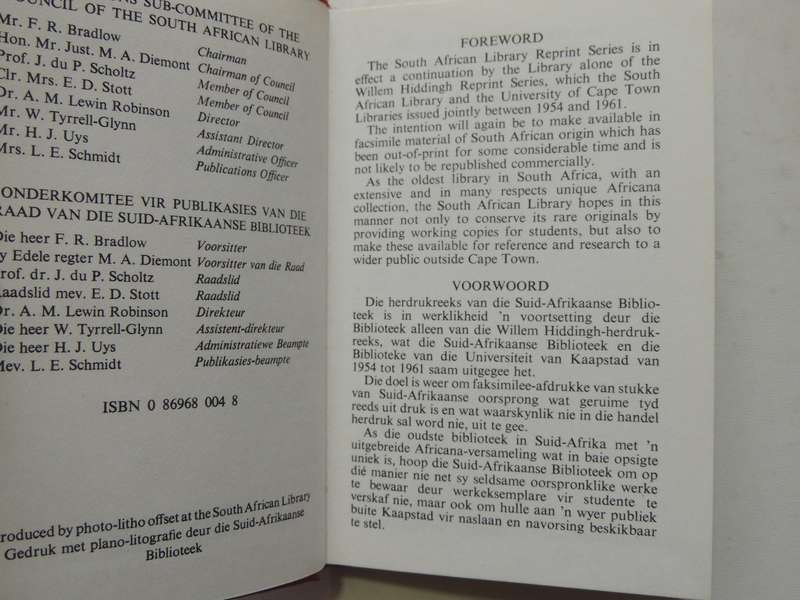 SUB-COMMITTEE OF THE
COUNCIL OF THE SOUTH AFRICAN LIBRARY
Mr. F. R. Bradlow Chairman
Hon. Mr. Just. M. A. Diemont Chairman of Council
Prof. J. du P. Scholtz Member of Council
Clr. Mrs. E. D. Stott Member of Council
Dr. A. M. Lewin Robinson Director
Mr. W. Tyrrell-Glynn Assistant Director
Mr. H. J. Uys Administrative Officer
Mrs. L. E. Schmidt Publications Officer
ONDERKOMITEE VIR PUBLIKASIES VAN DIE
RAAD VAN DIE SUID-AFRIKAANSE BIBLIOTEEK
Die heer F. R. Bradlow Voorsitter
Edele regter M. A. Diemont Voorsitter van die Raad
Prof. dr. J. du P. Scholtz Raadslid
Raadslid mev. E. D. Stott Raadslid
Dr. A. M. Lewin Robinson Direkteur
Die heer W. Tyrrell-Glynn Assistent-direkteur
Die heer H. J. Uys Administratiewe Beampte
Mev. L. E. Schmidt Publikasies-beampte
ISBN 0 86968 004 8
roduced by photo-litho offset at the South African Library
Gedruk met plano-litografie deur die Suid-Afrikaanse
Biblioteek
FOREWORD
The South African Library Reprint Series is in
effect a continuation by the Library alone of the
Willem Hiddingh Reprint Series, which the South
African Library and the University of Cape Town
Libraries issued jointly between 1954 and 1961.
The intention will again be to make available in
facsimile material of South African origin which has
been out-of-print for some considerable time and is
not likely to be republished commercially.
As the oldest library in South Africa, with an
extensive and in many respects unique Africana
collection, the South African Library hopes in this
manner not only to conserve its rare originals by
providing working copies for students, but also to
make these available for reference and research to a
wider public outside Cape Town.
VOORWOORD
Die herdrukreeks van die Suid-Afrikaanse Biblio-
teek is in werklikheid 'n voortsetting deur die
Biblioteek alleen van die Willem Hiddingh-herdruk-
reeks, wat die Suid-Afrikaanse Biblioteek en die
Biblioteke van die Universiteit van Kaapstad van
1954 tot 1961 saam uitgegee het.
Die doel is weer om faksimilee-afdrukke van stukke
van Suid-Afrikaanse oorsprong wat geruime tyd
reeds uit druk is en wat waarskynlik nie in die handel
herdruk sal word nie, uit te gee.
As die oudste biblioteek in Suid-Afrika met 'n
uitgebreide Africana-versameling wat in baie opsigte
uniek is, hoop die Suid-Afrikaanse Biblioteek om op
dié manier nie net sy seldsame oorspronklike werke
te bewaar deur werkeksemplare vir studente te
verskaf nie, maar ook om hulle aan 'n wyer publiek
buite Kaapstad vir naslaan en navorsing beskikbaar
te stel.